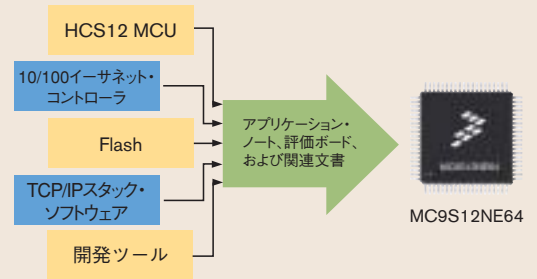 HCS12 MCU
10/100イーサネット・
コントローラ
Flash
TCP/IPスタック・
ソフトウェア
開発ツール
アプリケーション・
ノート、評価ボード、
および関連文書
MC9S12NE64